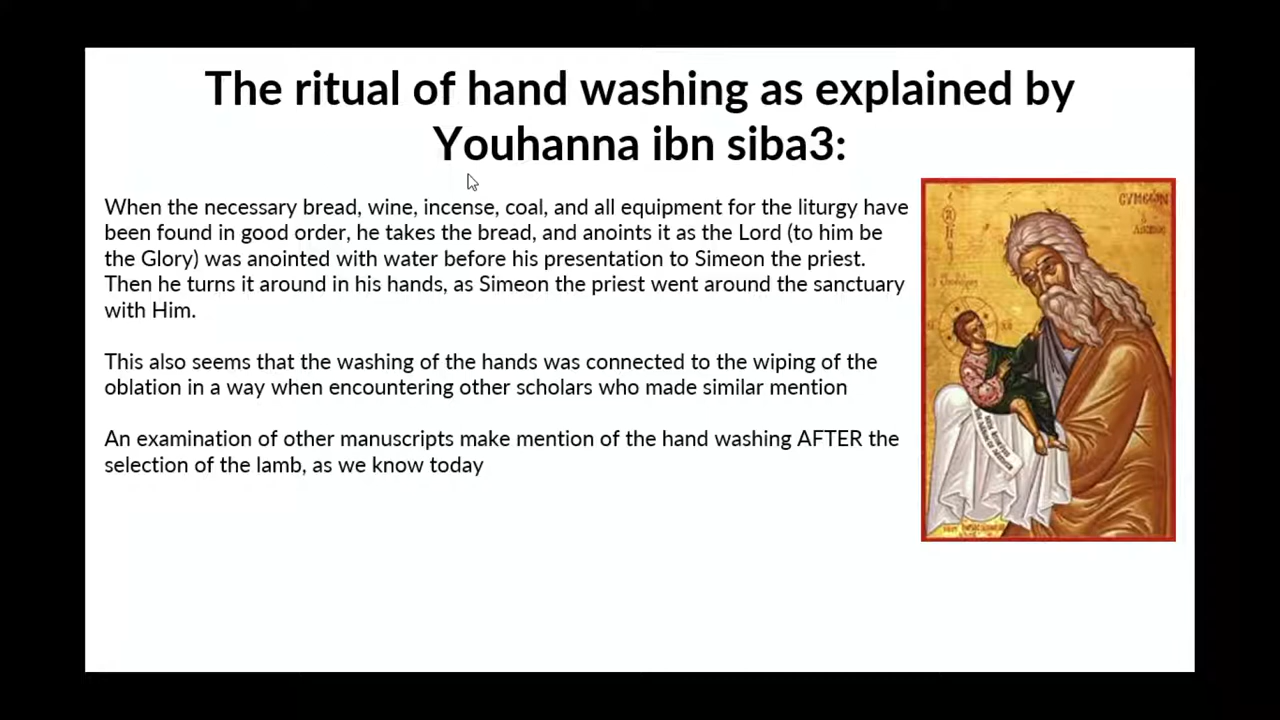 The ritual of hand washing as explained by
Youhanna ibn siba3:
When the necessary bread, wine, incense, coal, and all equipment for the liturgy have
been found in good order, he takes the bread, and anoints it as the Lord (to him be
the Glory) was anointed with water before his presentation to Simeon the priest.
Then he turns it around in his hands, as Simeon the priest went around the sanctuary
with Him.
This also seems that the washing of the hands was connected to the wiping of the
oblation in a way when encountering other scholars who made similar mention
An examination of other manuscripts make mention of the hand washing AFTER the
selection of the lamb, as we know today